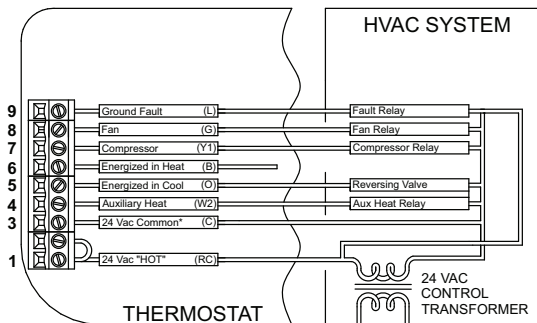 HVAC SYSTEM
9 Ground Fault (L) Fault Relay
8 Fan (G) Fan Relay
7 Compressor (Y1) Compressor Relay
6 Energized in Heat (B)
5 Energized in Cool (O) Reversing Valve
4 Auxiliary Heat (W2) Aux Heat Relay
3 24 Vac Common* (C)
1 24 Vac "HOT" (RC)
24 VAC
CONTROL
TRANSFORMER
THERMOSTAT